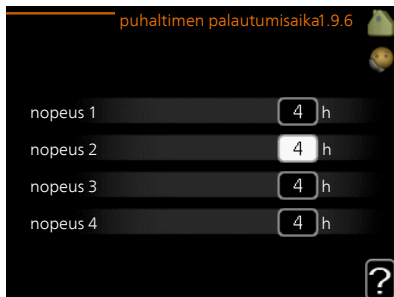 puhaltimen palautumisaika1.9.6
nopeus 1 4 h
nopeus 2 4 h
nopeus 3 4 h
nopeus 4 4 h
?